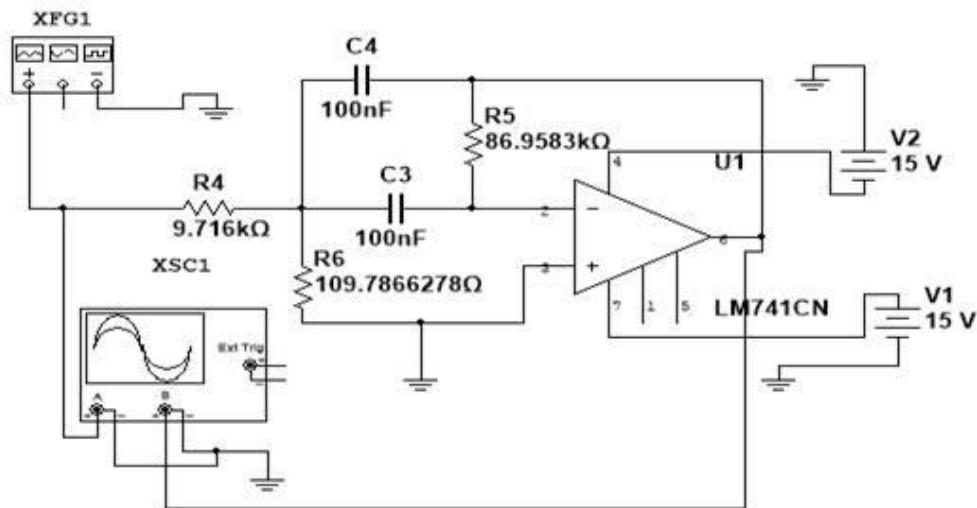 XFG1
+
−
C4
100nF
R5
86.9583kΩ
V2
15 V
4
U1
C3
100nF
R4
9.716kΩ
2
−
6
R6
109.7866278Ω
3
+
XSC1
7
1
5
LM741CN
V1
15 V
Ext Trig
+
−
A
B
+
−
+
−